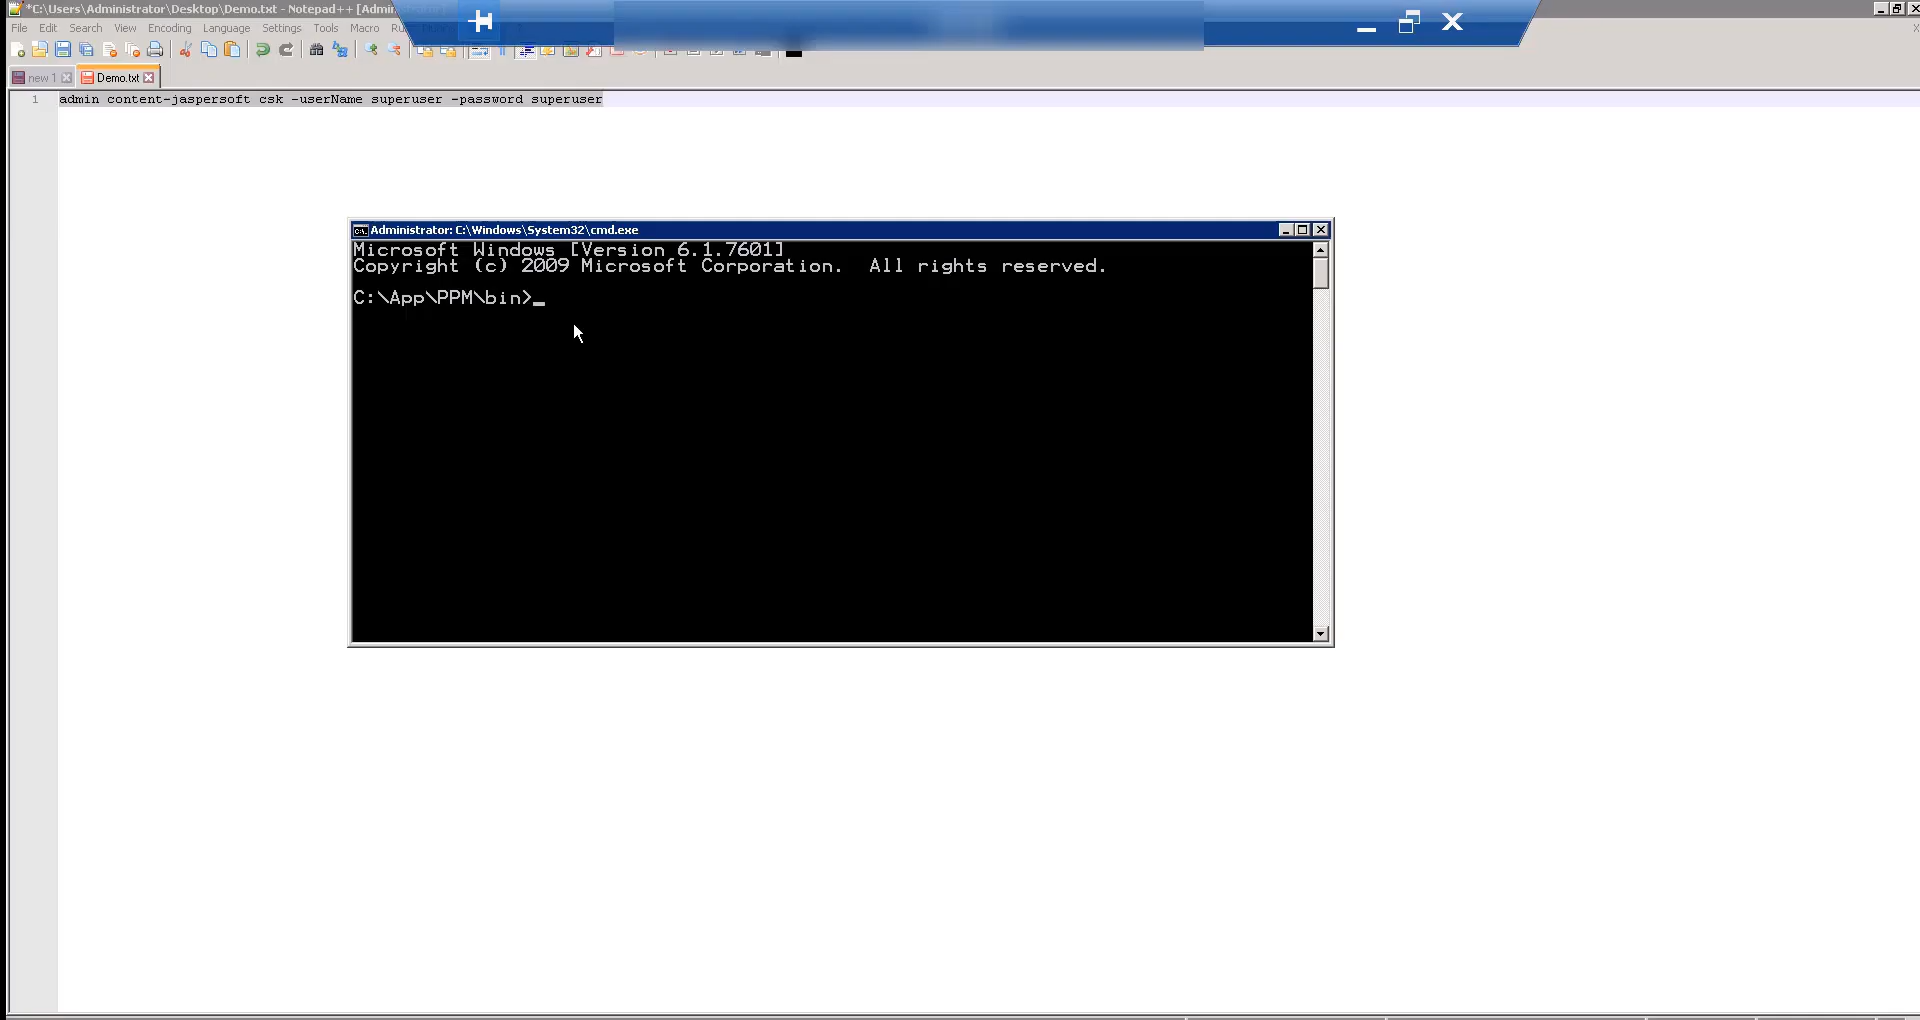 *C:\Users\Administrator\Desktop\Demo.txt - Notepad++ [Admin
File Edit Search View Encoding Language Settings Tools Macro
new 1 Demo.txt
1 admin content-jaspersoft csk -userName superuser -password superuser
Administrator: C:\Windows\System32\cmd.exe
Microsoft Windows [Version 6.1.7601]
Copyright (c) 2009 Microsoft Corporation.  All rights reserved.
C:\App\PPM\bin>_